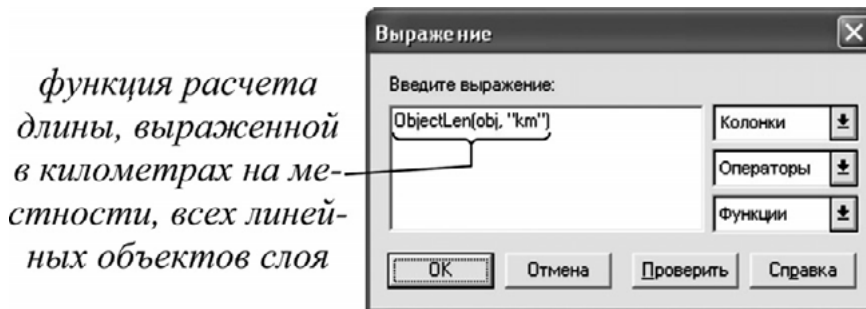 функция расчета
длины, выраженной
в километрах на ме-
стности, всех линей-
ных объектов слоя
Выражение
Введите выражение:
ObjectLen(obj, "km")
Колонки
Операторы
Функции
OK
Отмена
Проверить
Справка